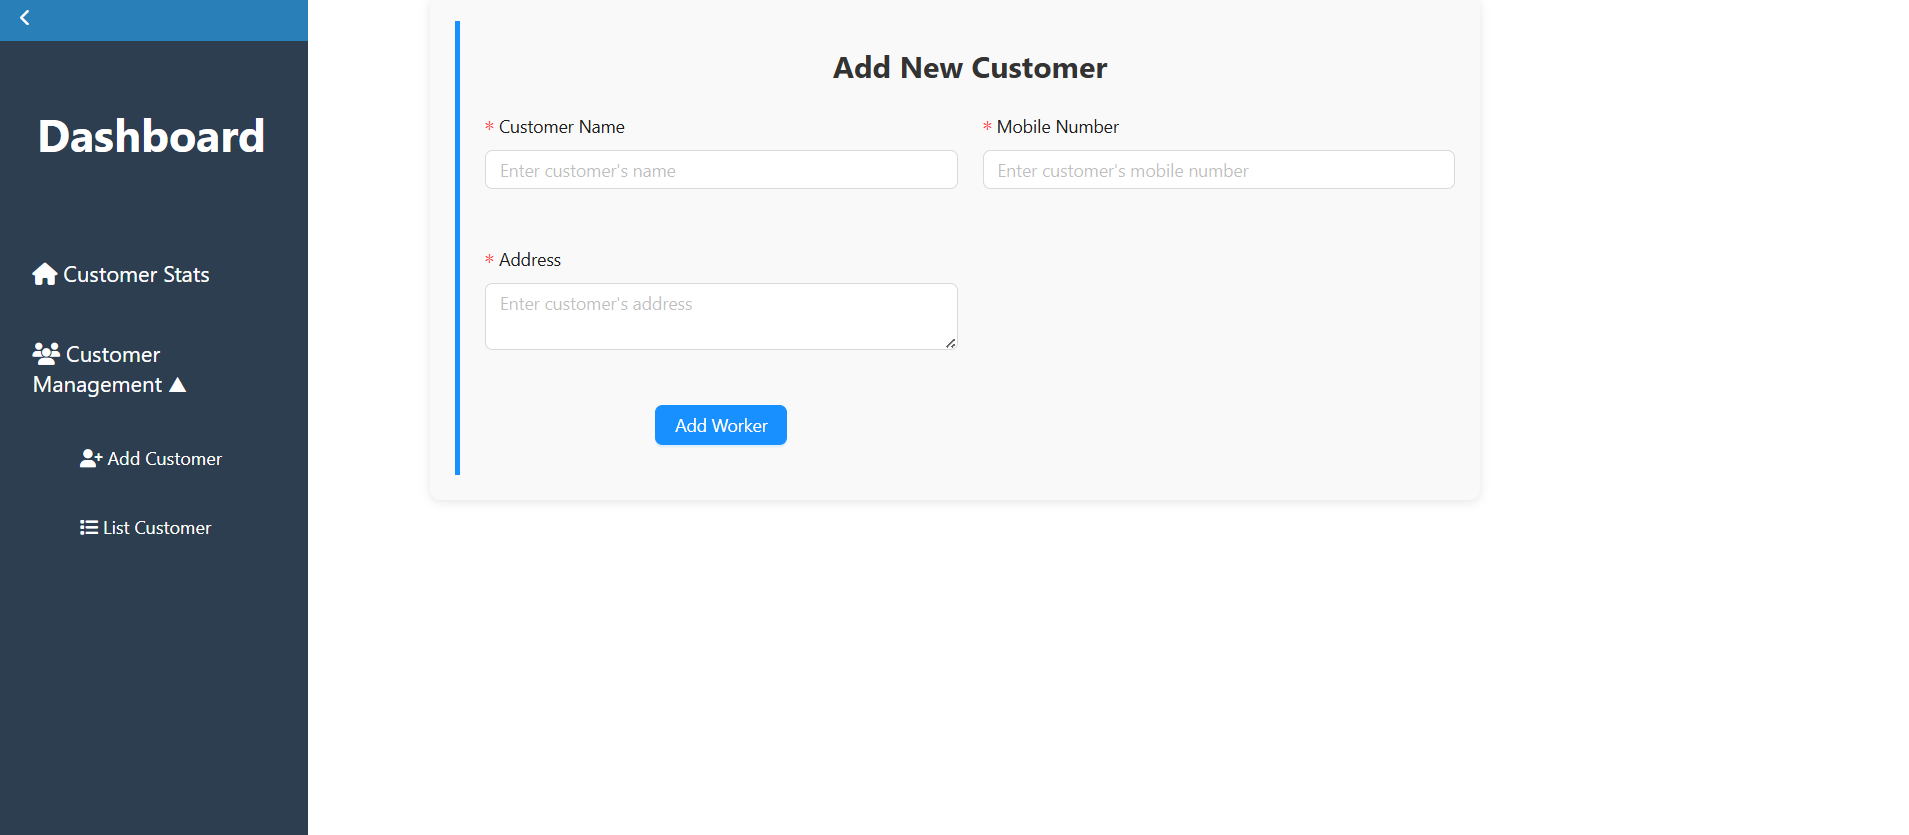 Dashboard
Customer Stats
Customer
Management ▲
Add Customer
List Customer
Add New Customer
* Customer Name
Enter customer's name
* Mobile Number
Enter customer's mobile number
* Address
Enter customer's address
Add Worker